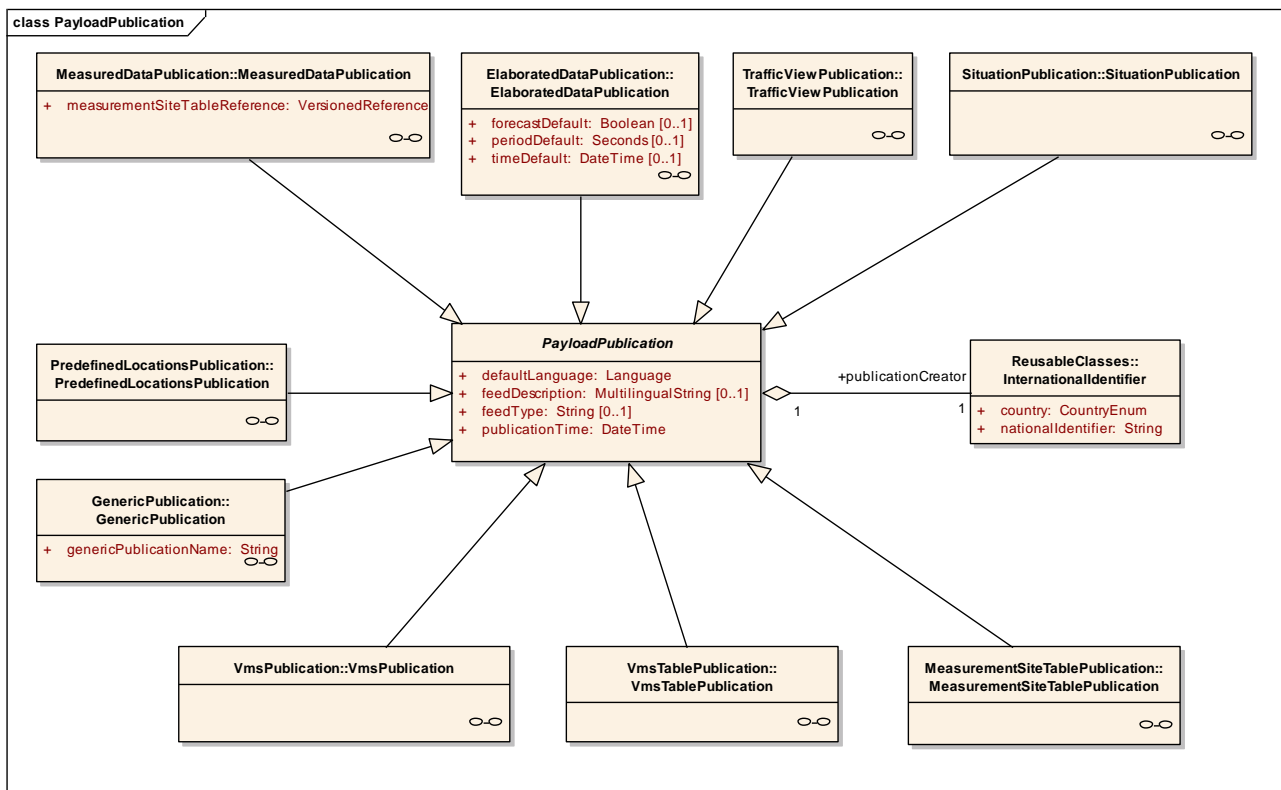 class PayloadPublication
MeasuredDataPublication::MeasuredDataPublication
+ measurementSiteTableReference: VersionedReference
ElaboratedDataPublication::
ElaboratedDataPublication
+ forecastDefault: Boolean [0..1]
+ periodDefault: Seconds [0..1]
+ timeDefault: DateTime [0..1]
TrafficViewPublication::
TrafficViewPublication
SituationPublication::SituationPublication
PayloadPublication
+ defaultLanguage: Language
+ feedDescription: MultilingualString [0..1]
+ feedType: String [0..1]
+ publicationTime: DateTime
+publicationCreator
1
1
ReusableClasses::
InternationalIdentifier
+ country: CountryEnum
+ nationalIdentifier: String
PredefinedLocationsPublication::
PredefinedLocationsPublication
GenericPublication::
GenericPublication
+ genericPublicationName: String
VmsPublication::VmsPublication
VmsTablePublication::
VmsTablePublication
MeasurementSiteTablePublication::
MeasurementSiteTablePublication